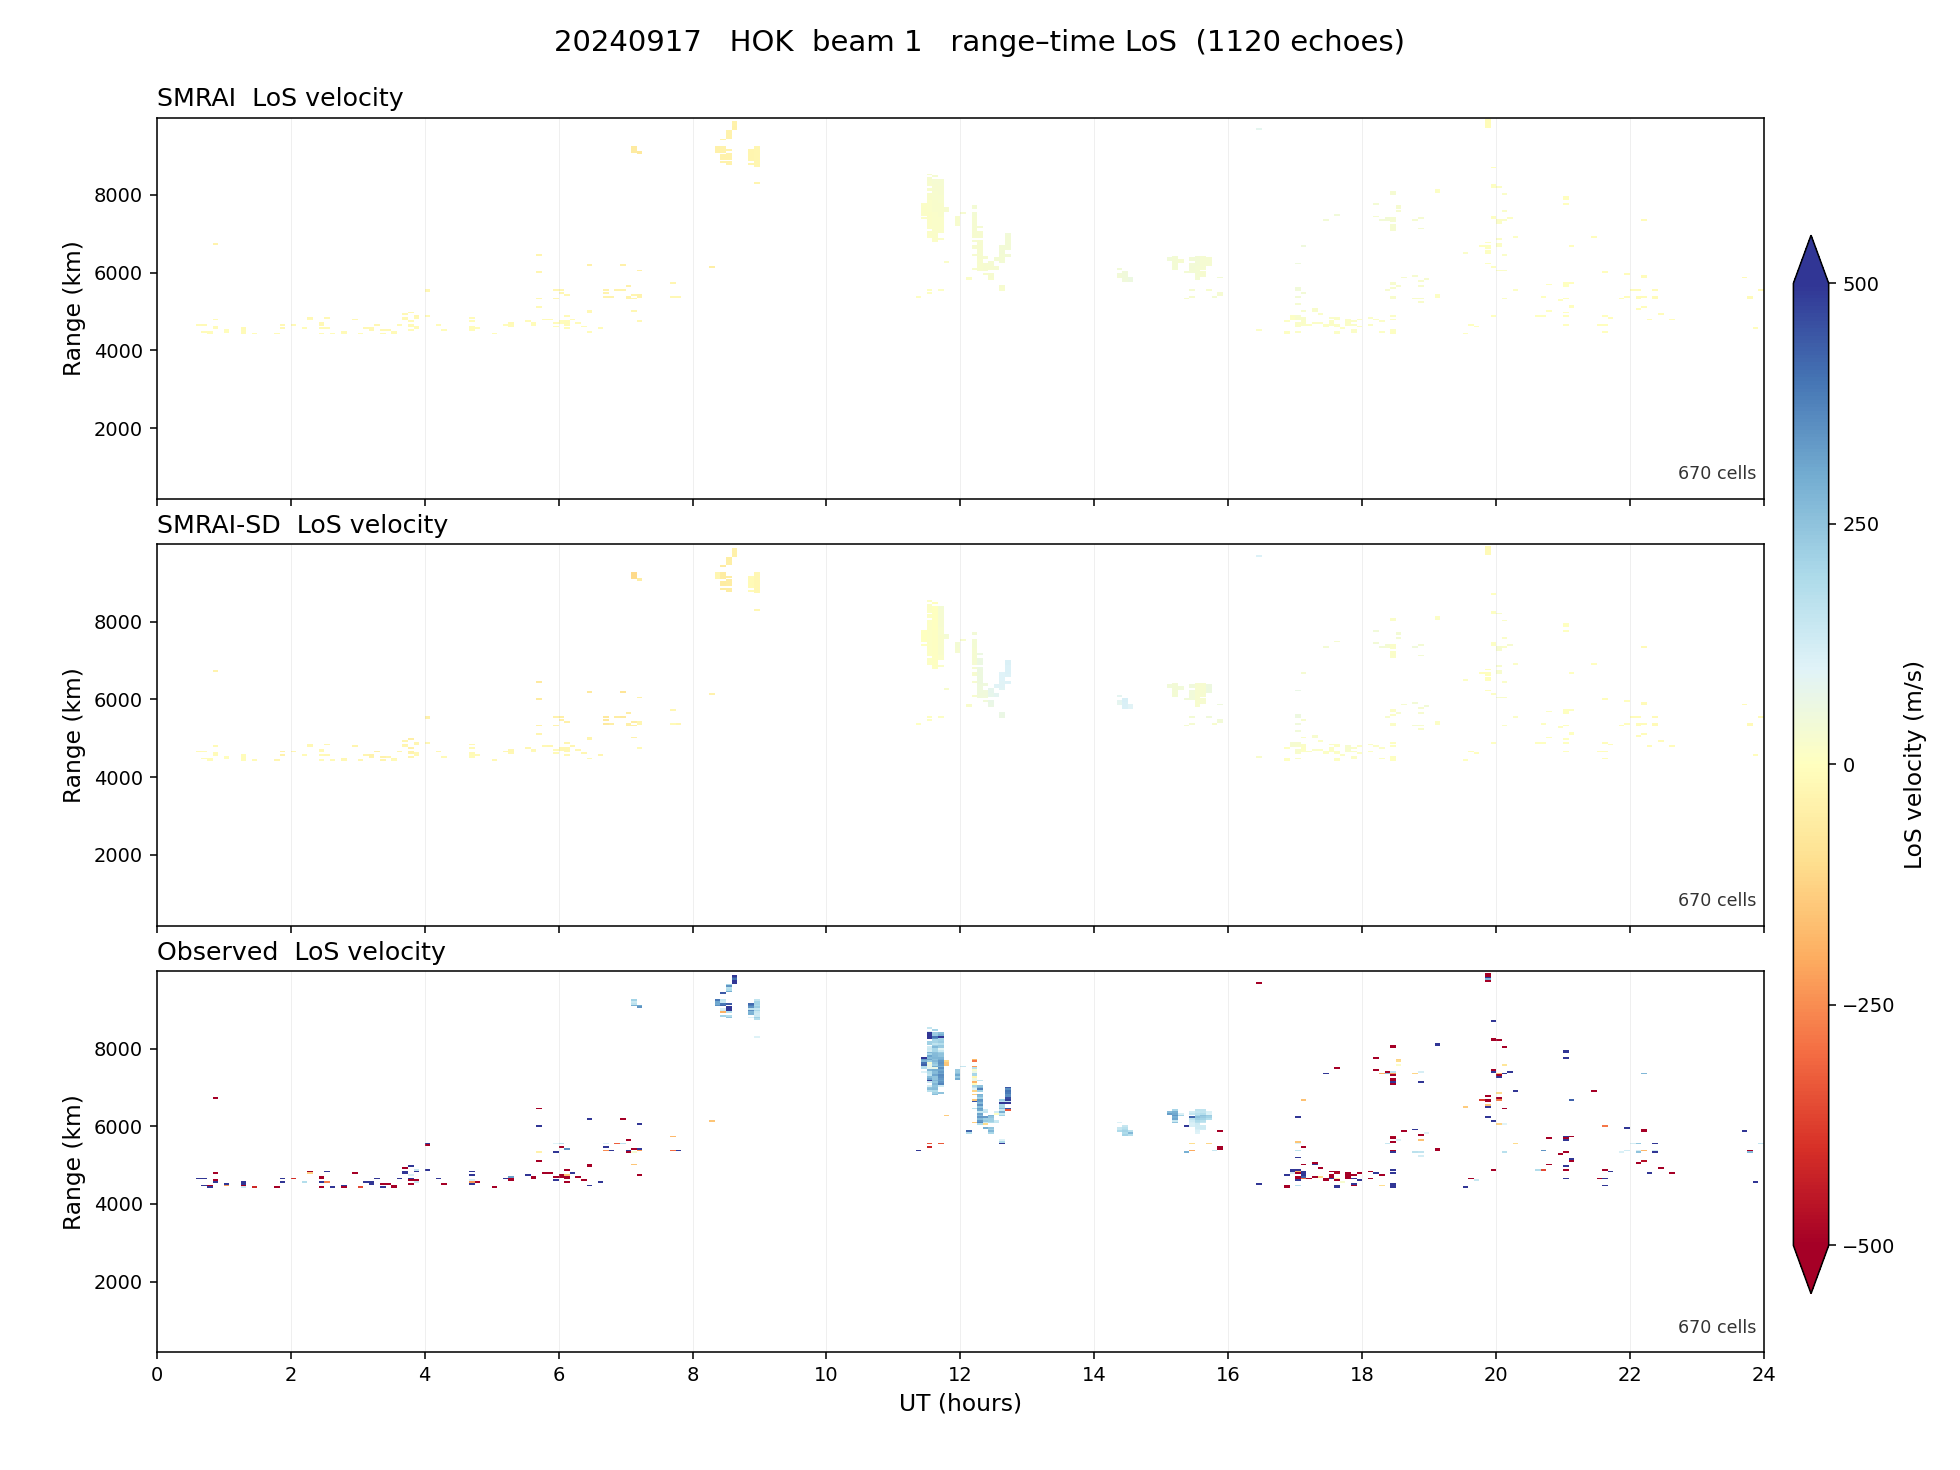 20240917   HOK  beam 1   range–time LoS  (1120 echoes)
SMRAI  LoS velocity
8000
6000
4000
2000
Range (km)
670 cells
SMRAI-SD  LoS velocity
8000
6000
4000
2000
Range (km)
670 cells
Observed  LoS velocity
8000
6000
4000
2000
Range (km)
670 cells
0 2 4 6 8 10 12 14 16 18 20 22 24
UT (hours)
500
250
0
−250
−500
LoS velocity (m/s)